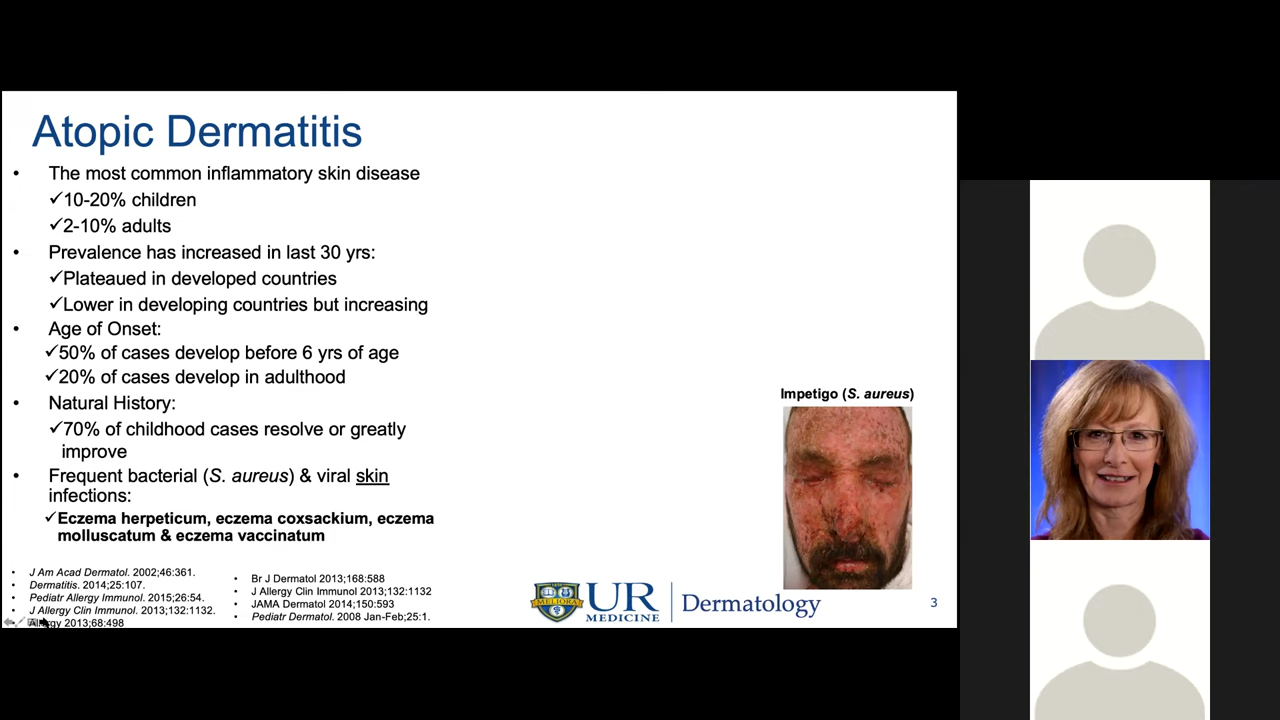 Atopic Dermatitis
• The most common inflammatory skin disease
✓10-20% children
✓2-10% adults
• Prevalence has increased in last 30 yrs:
✓Plateaued in developed countries
✓Lower in developing countries but increasing
• Age of Onset:
✓50% of cases develop before 6 yrs of age
✓20% of cases develop in adulthood
• Natural History:
✓70% of childhood cases resolve or greatly
improve
• Frequent bacterial (S. aureus) & viral skin
infections:
✓Eczema herpeticum, eczema coxsackium, eczema
molluscatum & eczema vaccinatum
Impetigo (S. aureus)
• J Am Acad Dermatol. 2002;46:361.
• Dermatitis. 2014;25:107.
• Pediatr Allergy Immunol. 2015;26:54.
• J Allergy Clin Immunol. 2013;132:1132.
Allergy 2013;68:498
• Br J Dermatol 2013;168:588
• J Allergy Clin Immunol 2013;132:1132
• JAMA Dermatol 2014;150:593
• Pediatr Dermatol. 2008 Jan-Feb;25:1.
MELIORA
UR
MEDICINE
Dermatology
3